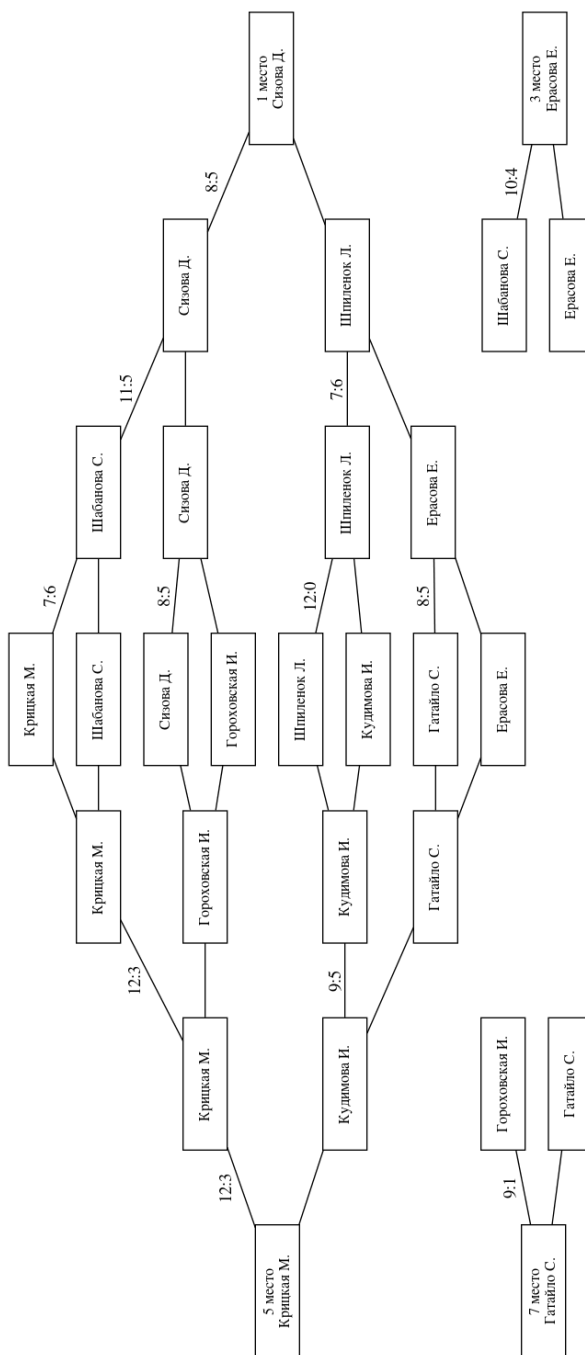 1 место
Сизова Д.
3 место
Ерасова Е.
8:5
10:4
Сизова Д.
Шпиленок Л.
Шабанова С.
Ерасова Е.
11:5
7:6
Шабанова С.
Сизова Д.
Шпиленок Л.
Ерасова Е.
7:6
8:5
12:0
8:5
Крицкая М.
Шабанова С.
Сизова Д.
Гороховская И.
Шпиленок Л.
Кудимова И.
Гатайло С.
Ерасова Е.
Крицкая М.
Гороховская И.
Кудимова И.
Гатайло С.
12:3
9:5
Крицкая М.
Кудимова И.
Гороховская И.
Гатайло С.
12:3
9:1
5 место
Крицкая М.
7 место
Гатайло С.